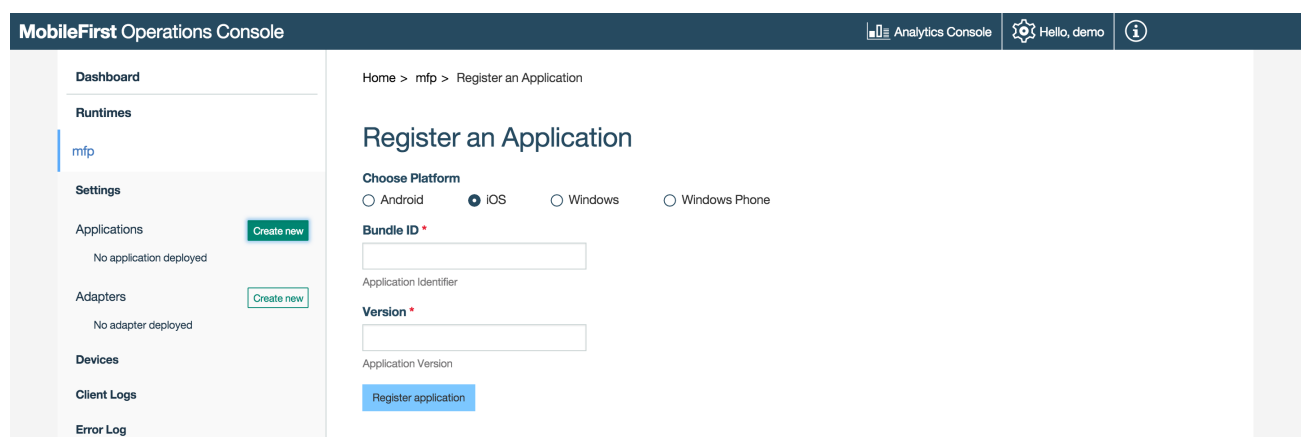 MobileFirst Operations Console
Analytics Console
Hello, demo
Dashboard
Runtimes
mfp
Settings
Applications Create new
No application deployed
Adapters Create new
No adapter deployed
Devices
Client Logs
Error Log
Home > mfp > Register an Application
Register an Application
Choose Platform
Android iOS Windows Windows Phone
Bundle ID *
Application Identifier
Version *
Application Version
Register application